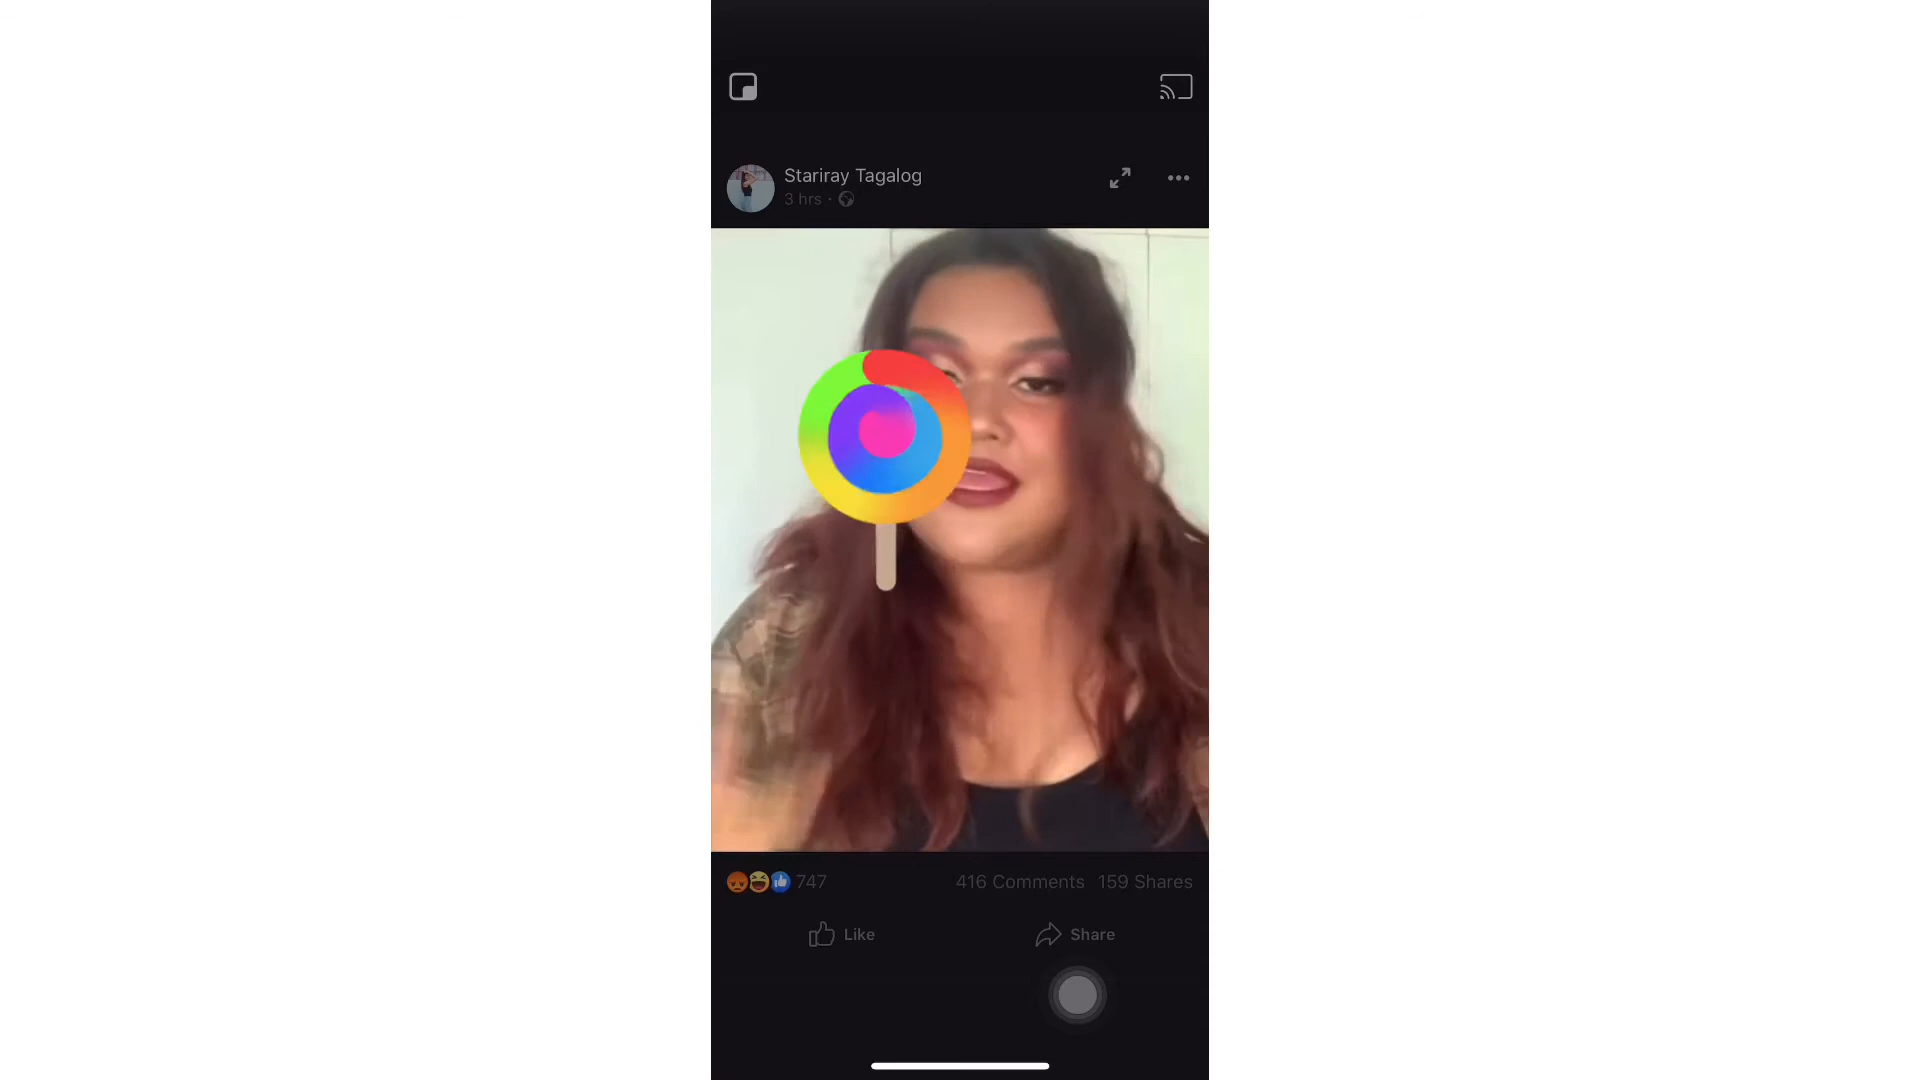 Stariray Tagalog
3 hrs ·
747
416 Comments 159 Shares
Like
Share